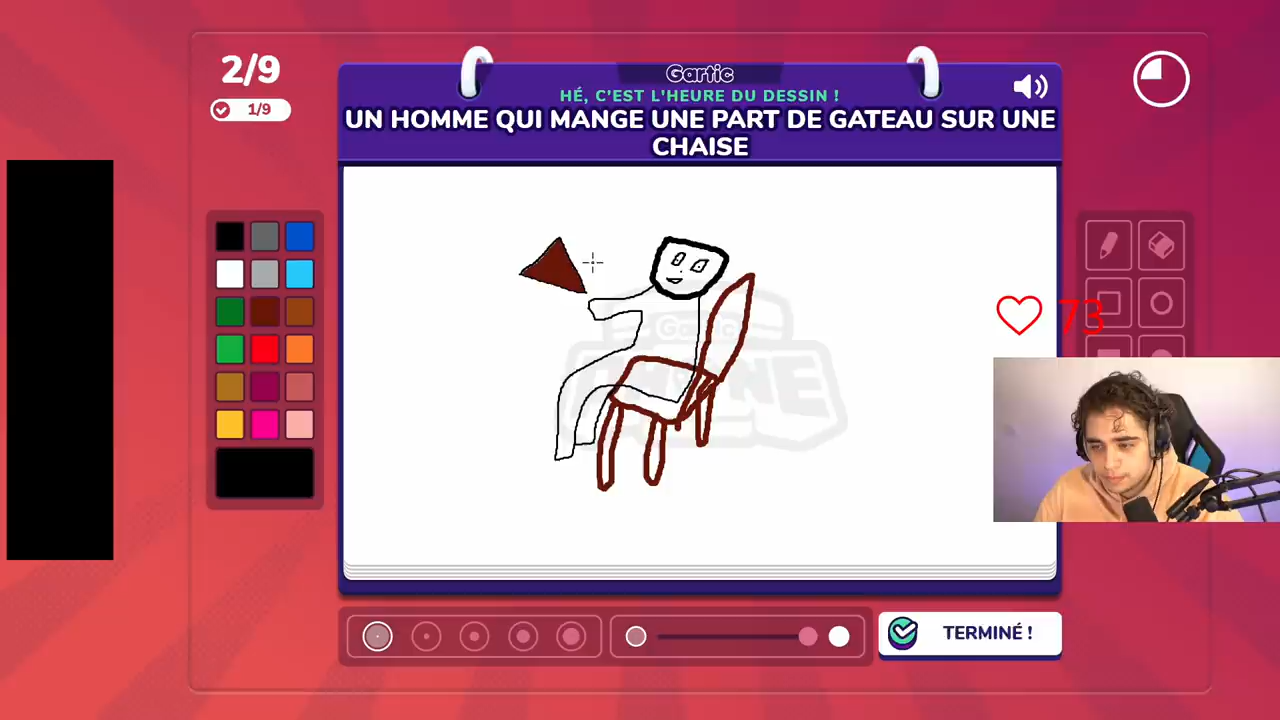 2/9
1/9
Gartic
HÉ, C'EST L'HEURE DU DESSIN !
UN HOMME QUI MANGE UNE PART DE GATEAU SUR UNE
CHAISE
Gartic
73
TERMINÉ !